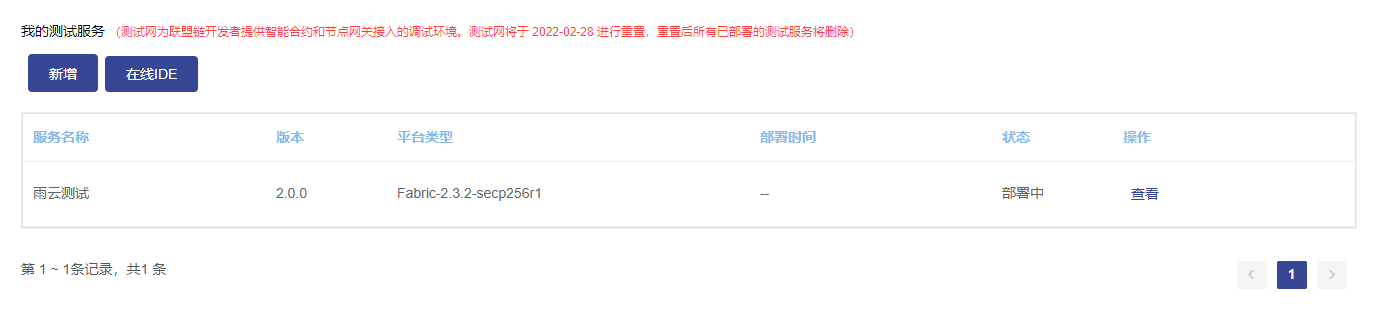 我的测试服务 (测试网为联盟链开发者提供智能合约和节点网关接入的调试环境。测试网将于 2022-02-28 进行重置，重置后所有已部署的测试服务将删除)
新增 在线IDE
服务名称 版本 平台类型 部署时间 状态 操作
雨云测试 2.0.0 Fabric-2.3.2-secp256r1 -- 部署中 查看
第 1 ~ 1条记录，共1 条 < 1 >